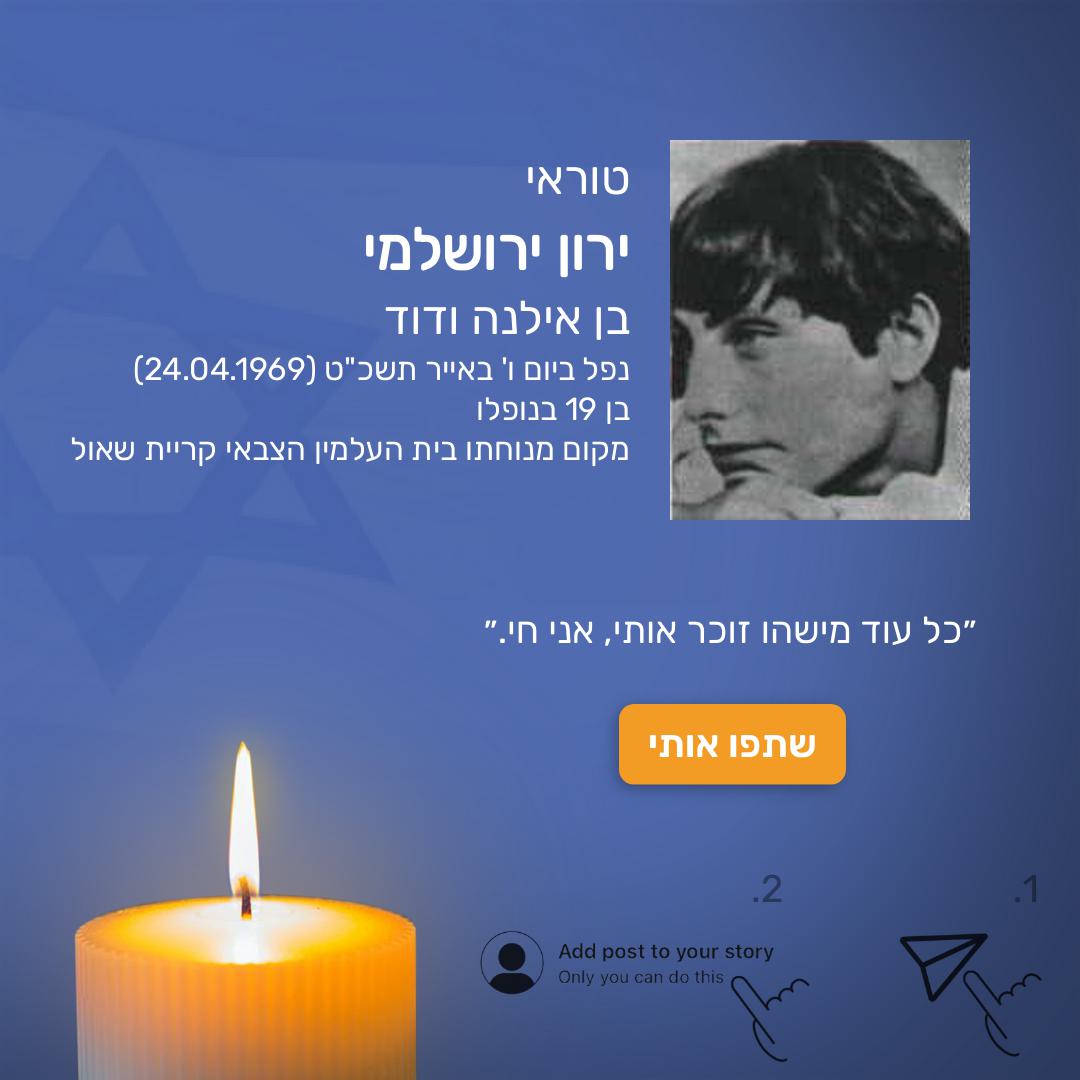 טוראי
ירון ירושלמי
בן אילנה ודוד
נפל ביום ו' באייר תשכ"ט (24.04.1969)
בן 19 בנופלו
מקום מנוחתו בית העלמין הצבאי קריית שאול
״כל עוד מישהו זוכר אותי, אני חי.״
שתפו אותי
.1
.2
Add post to your story
Only you can do this